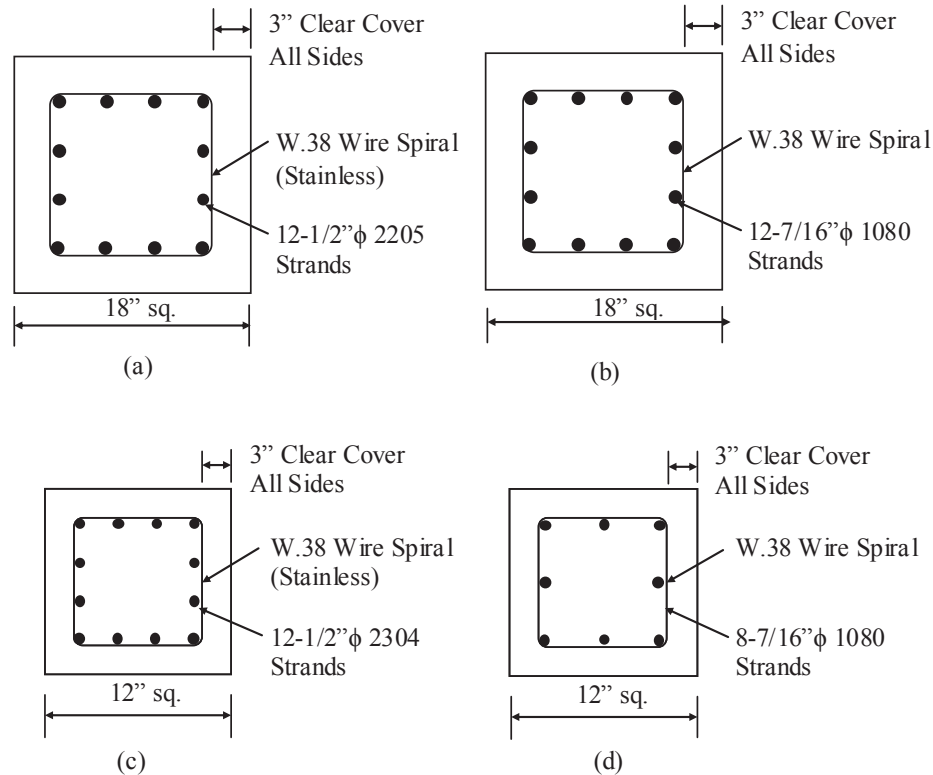 3” Clear Cover
All Sides
W.38 Wire Spiral
(Stainless)
12-1/2”ϕ 2205
Strands
18” sq.
(a)
3” Clear Cover
All Sides
W.38 Wire Spiral
12-7/16”ϕ 1080
Strands
18” sq.
(b)
3” Clear Cover
All Sides
W.38 Wire Spiral
(Stainless)
12-1/2”ϕ 2304
Strands
12” sq.
(c)
3” Clear Cover
All Sides
W.38 Wire Spiral
8-7/16”ϕ 1080
Strands
12” sq.
(d)